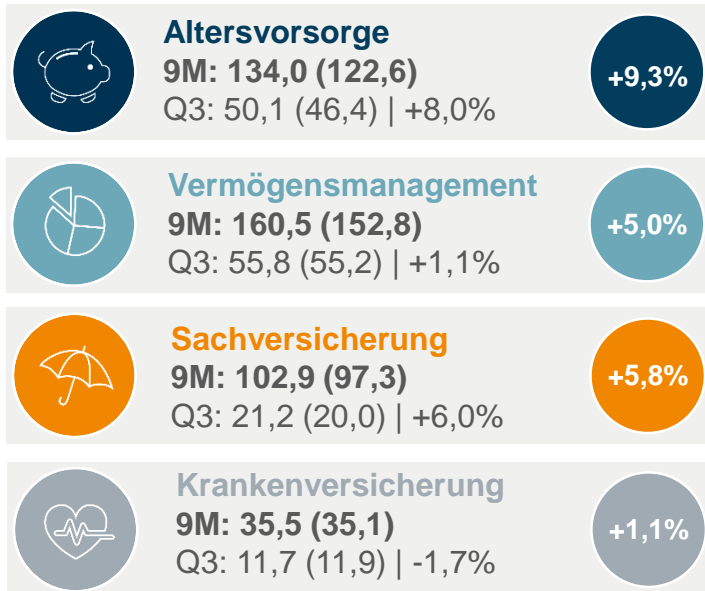 Altersvorsorge
9M: 134,0 (122,6)
Q3: 50,1 (46,4) | +8,0%
+9,3%
Vermögensmanagement
9M: 160,5 (152,8)
Q3: 55,8 (55,2) | +1,1%
+5,0%
Sachversicherung
9M: 102,9 (97,3)
Q3: 21,2 (20,0) | +6,0%
+5,8%
Krankenversicherung
9M: 35,5 (35,1)
Q3: 11,7 (11,9) | -1,7%
+1,1%